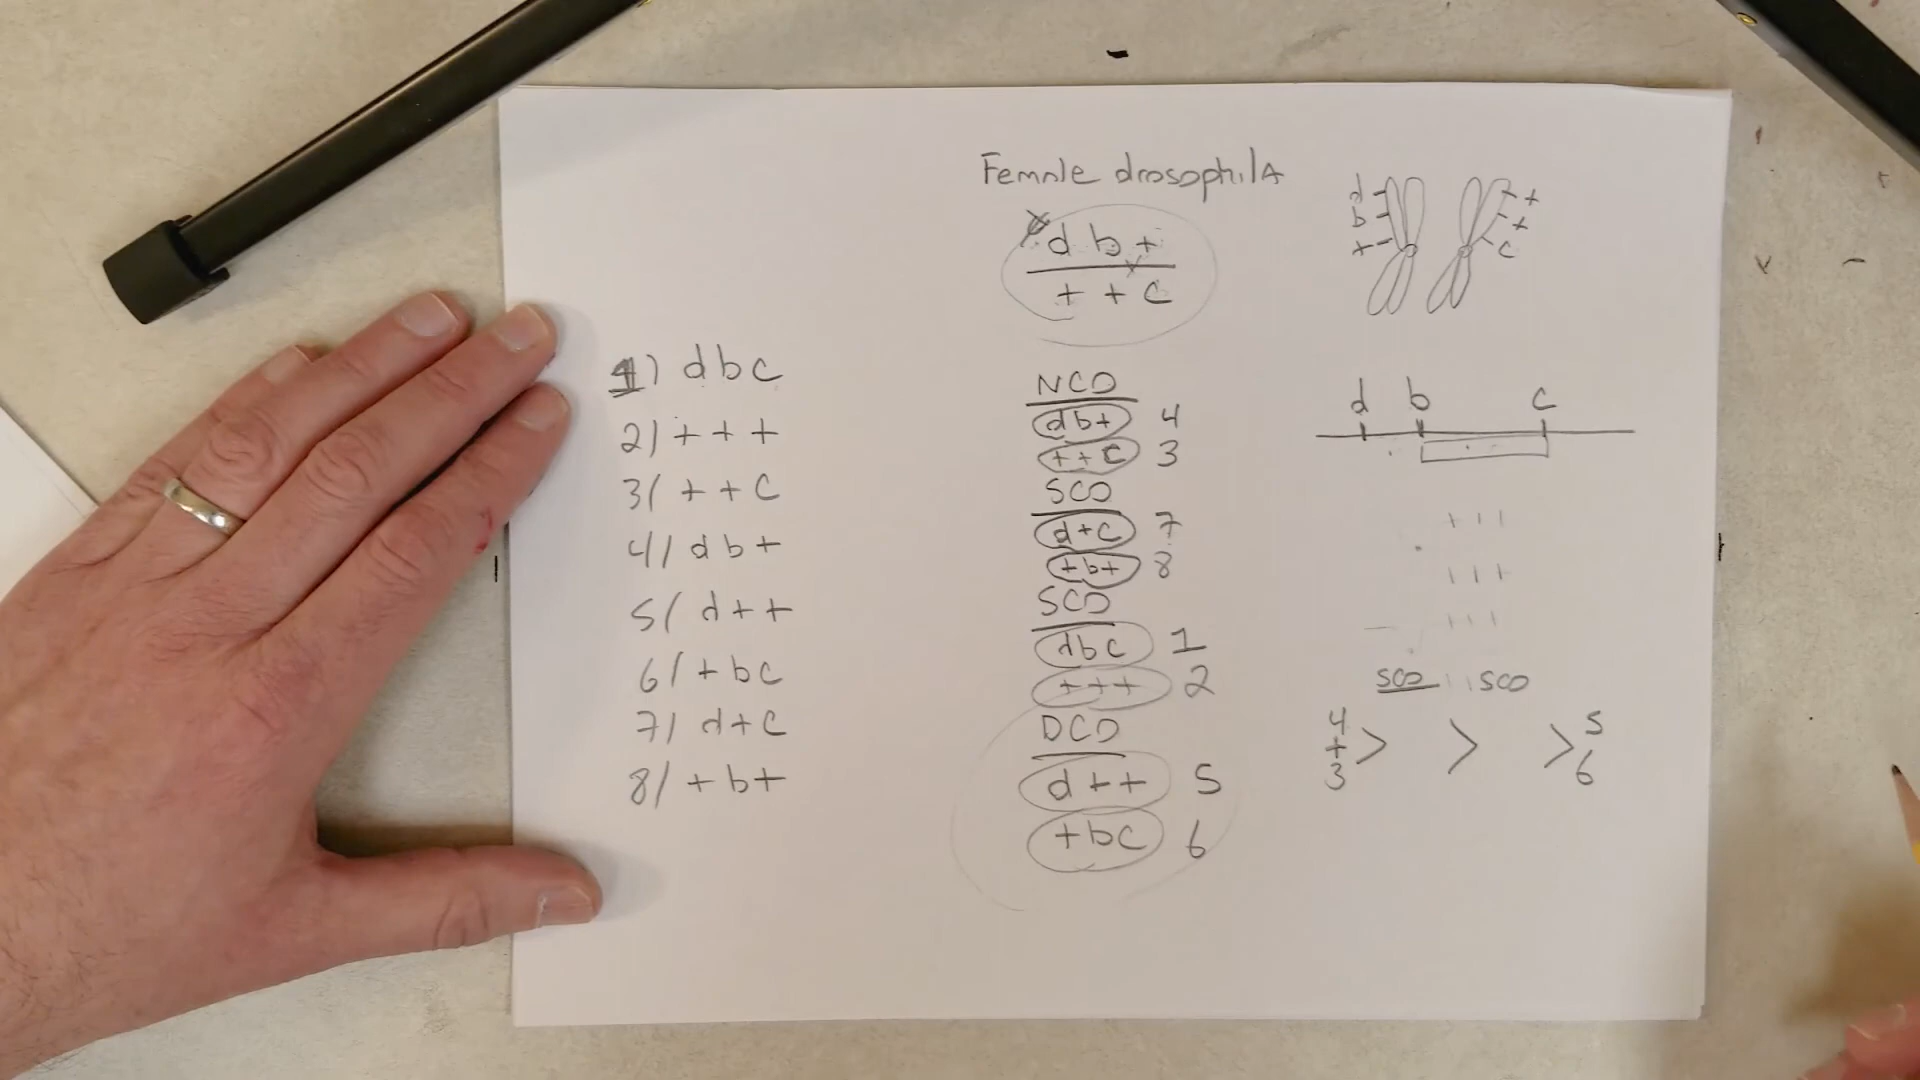 Female drosophilA
d b +
+ + c
d + 
b + 
+ c
1) d b c
2) + + +
3/ + + c
4/ d b +
5/ d + +
6/ + b c
7/ d + c
8/ + b +
NCO
d b + 4
+ + c 3
SCO
d + c 7
+ b + 8
SCO
d b c 1
+ + + 2
DCO
d + + 5
+ b c 6
d b c
+ | |
| | |
+ | |
SCO SCO
4 + 3 > > > 5 6